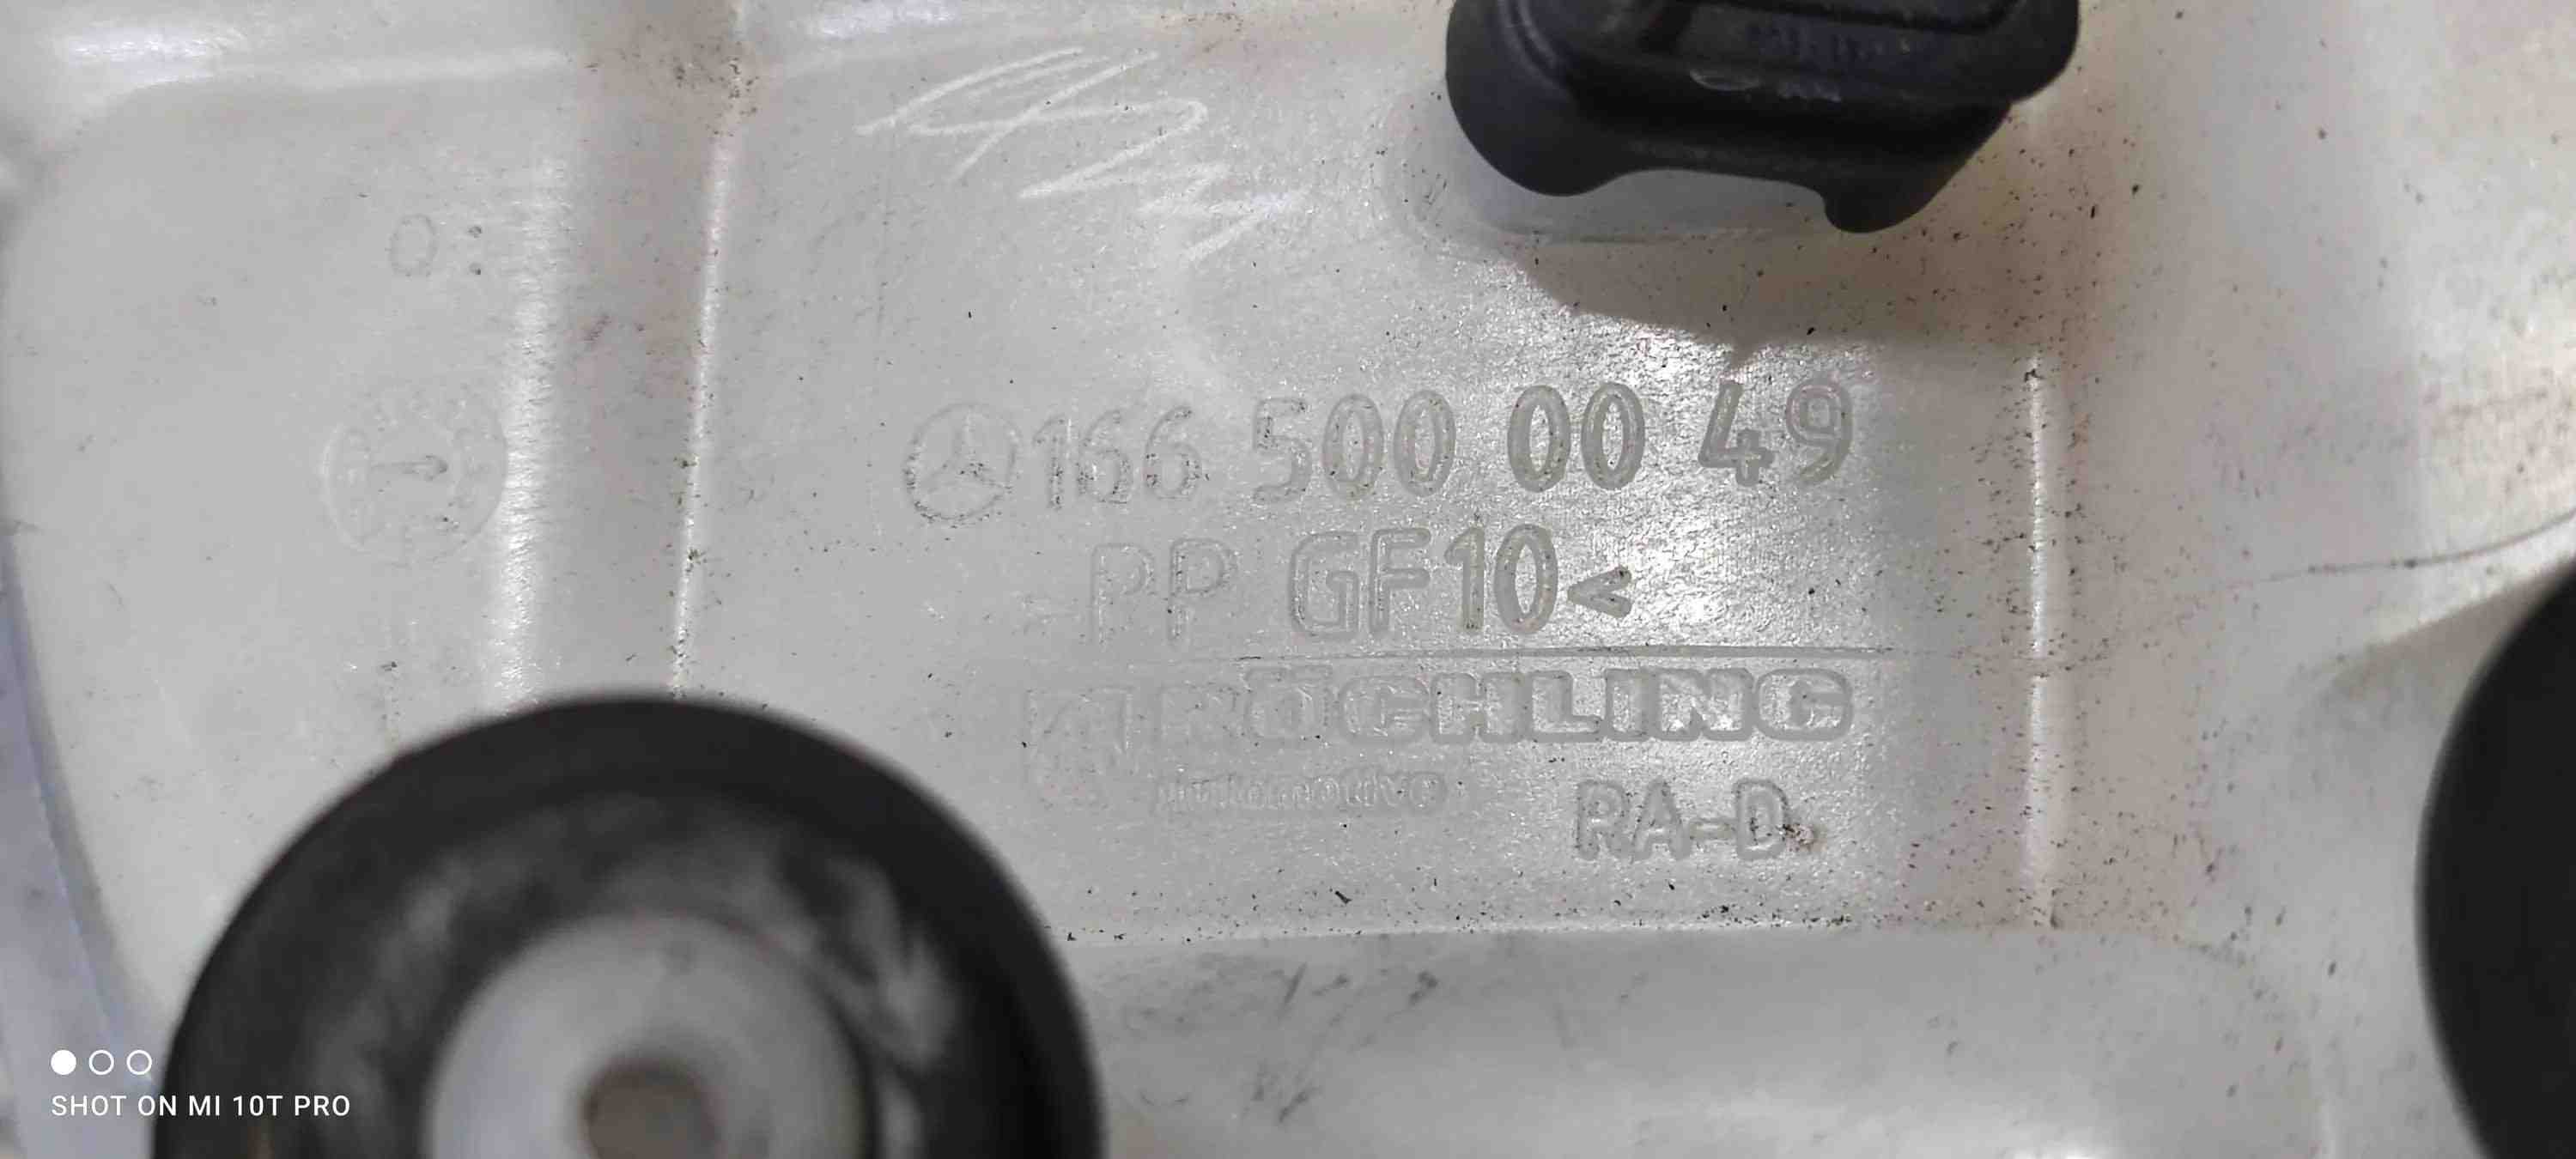 166 500 00 49
PP GF10<
RÖCHLING
Automotive
RA-D
SHOT ON MI 10T PRO